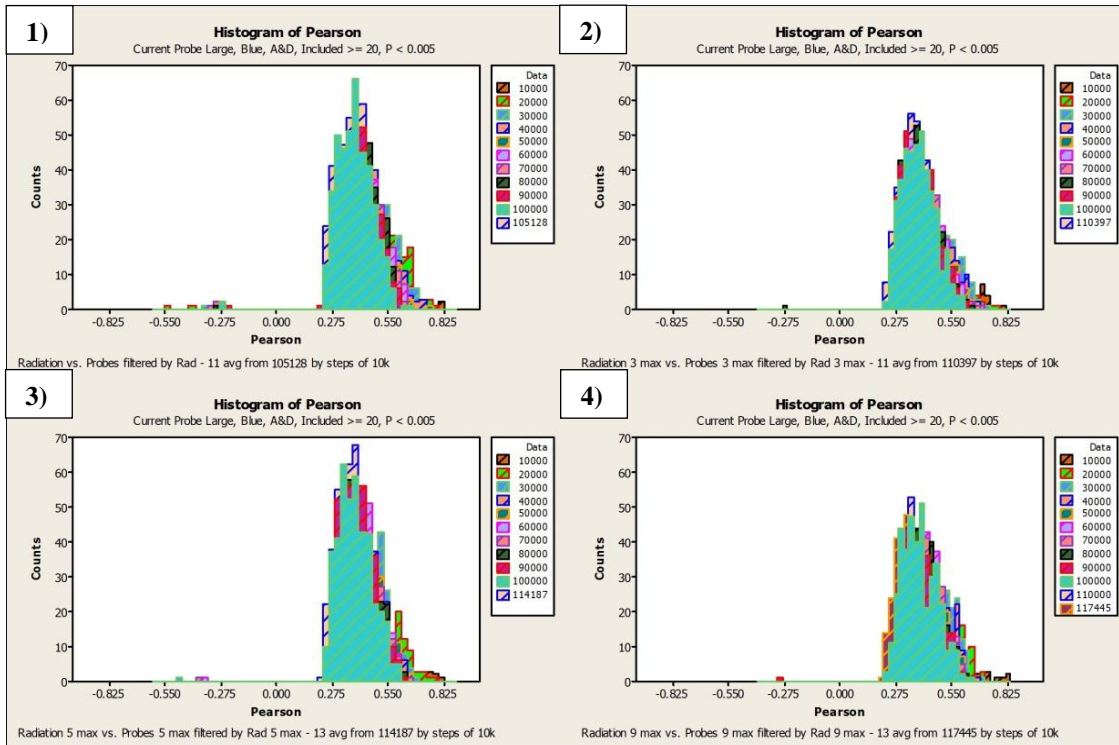 1)
Histogram of Pearson
Current Probe Large, Blue, A&D, Included >= 20, P < 0.005
70
60
50
40
30
20
10
0
Counts
-0.825 -0.550 -0.275 0.000 0.275 0.550 0.825
Pearson
Data
10000
20000
30000
40000
50000
60000
70000
80000
90000
100000
105128
Radiation vs. Probes filtered by Rad - 11 avg from 105128 by steps of 10k
2)
Histogram of Pearson
Current Probe Large, Blue, A&D, Included >= 20, P < 0.005
70
60
50
40
30
20
10
0
Counts
-0.825 -0.550 -0.275 0.000 0.275 0.550 0.825
Pearson
Data
10000
20000
30000
40000
50000
60000
70000
80000
90000
100000
110397
Radiation 3 max vs. Probes 3 max filtered by Rad 3 max - 11 avg from 110397 by steps of 10k
3)
Histogram of Pearson
Current Probe Large, Blue, A&D, Included >= 20, P < 0.005
70
60
50
40
30
20
10
0
Counts
-0.825 -0.550 -0.275 0.000 0.275 0.550 0.825
Pearson
Data
10000
20000
30000
40000
50000
60000
70000
80000
90000
100000
114187
Radiation 5 max vs. Probes 5 max filtered by Rad 5 max - 13 avg from 114187 by steps of 10k
4)
Histogram of Pearson
Current Probe Large, Blue, A&D, Included >= 20, P < 0.005
70
60
50
40
30
20
10
0
Counts
-0.825 -0.550 -0.275 0.000 0.275 0.550 0.825
Pearson
Data
10000
20000
30000
40000
50000
60000
70000
80000
90000
100000
110000
117445
Radiation 9 max vs. Probes 9 max filtered by Rad 9 max - 13 avg from 117445 by steps of 10k